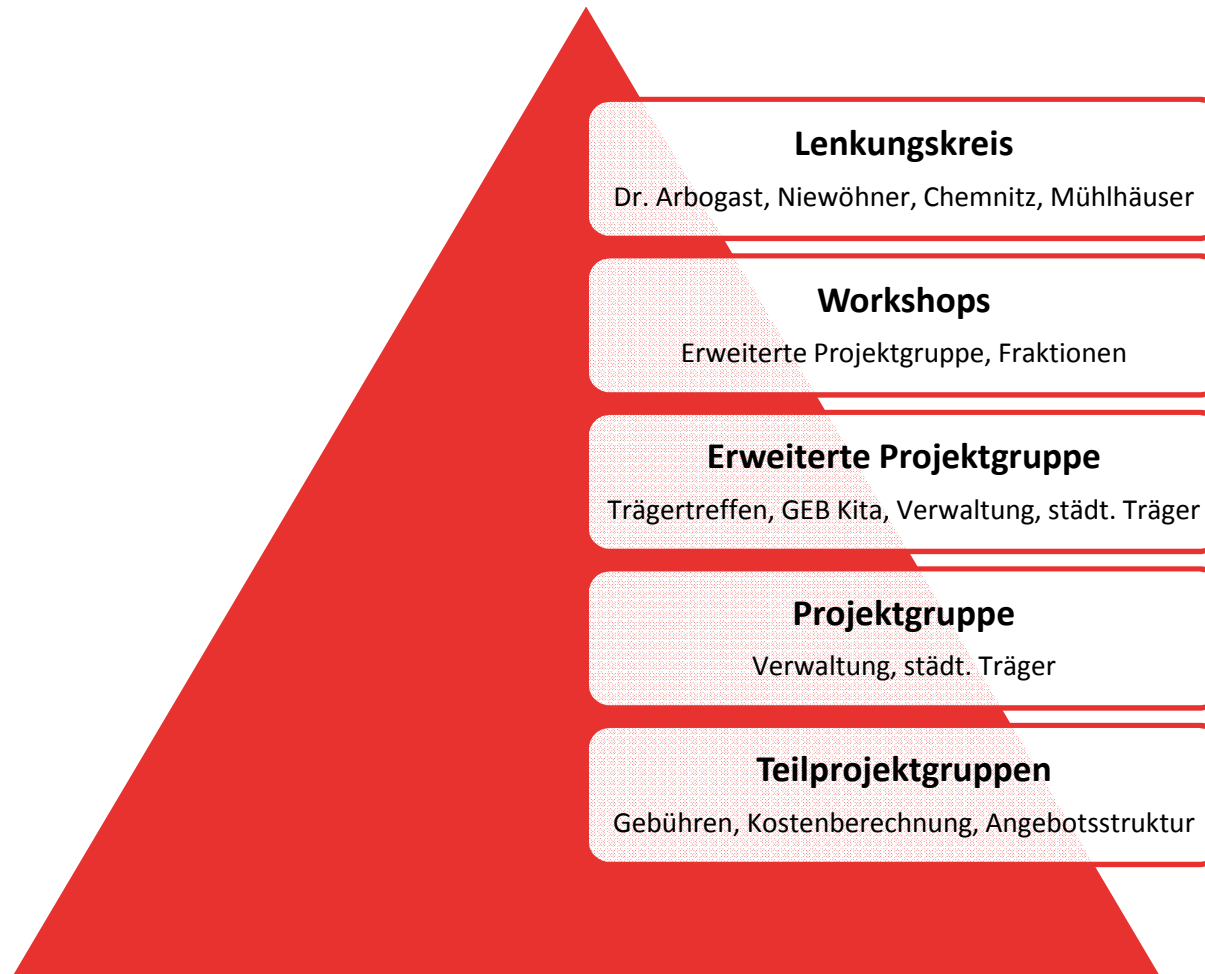 Lenkungskreis
Dr. Arbogast, Niewöhner, Chemnitz, Mühlhäuser
Workshops
Erweiterte Projektgruppe, Fraktionen
Erweiterte Projektgruppe
Trägertreffen, GEB Kita, Verwaltung, städt. Träger
Projektgruppe
Verwaltung, städt. Träger
Teilprojektgruppen
Gebühren, Kostenberechnung, Angebotsstruktur